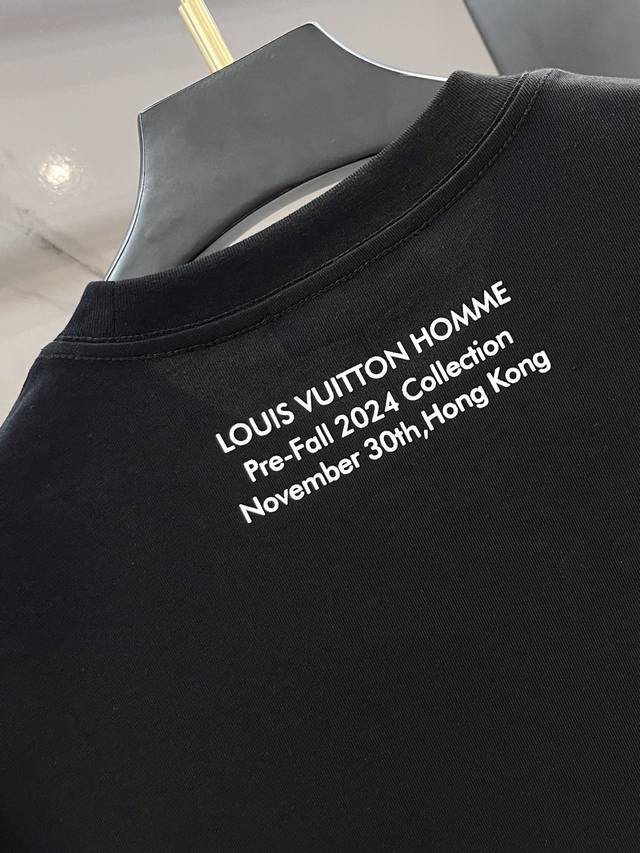 LOUIS VUITTON HOMME
Pre-Fall 2024 Collection
November 30th,Hong Kong